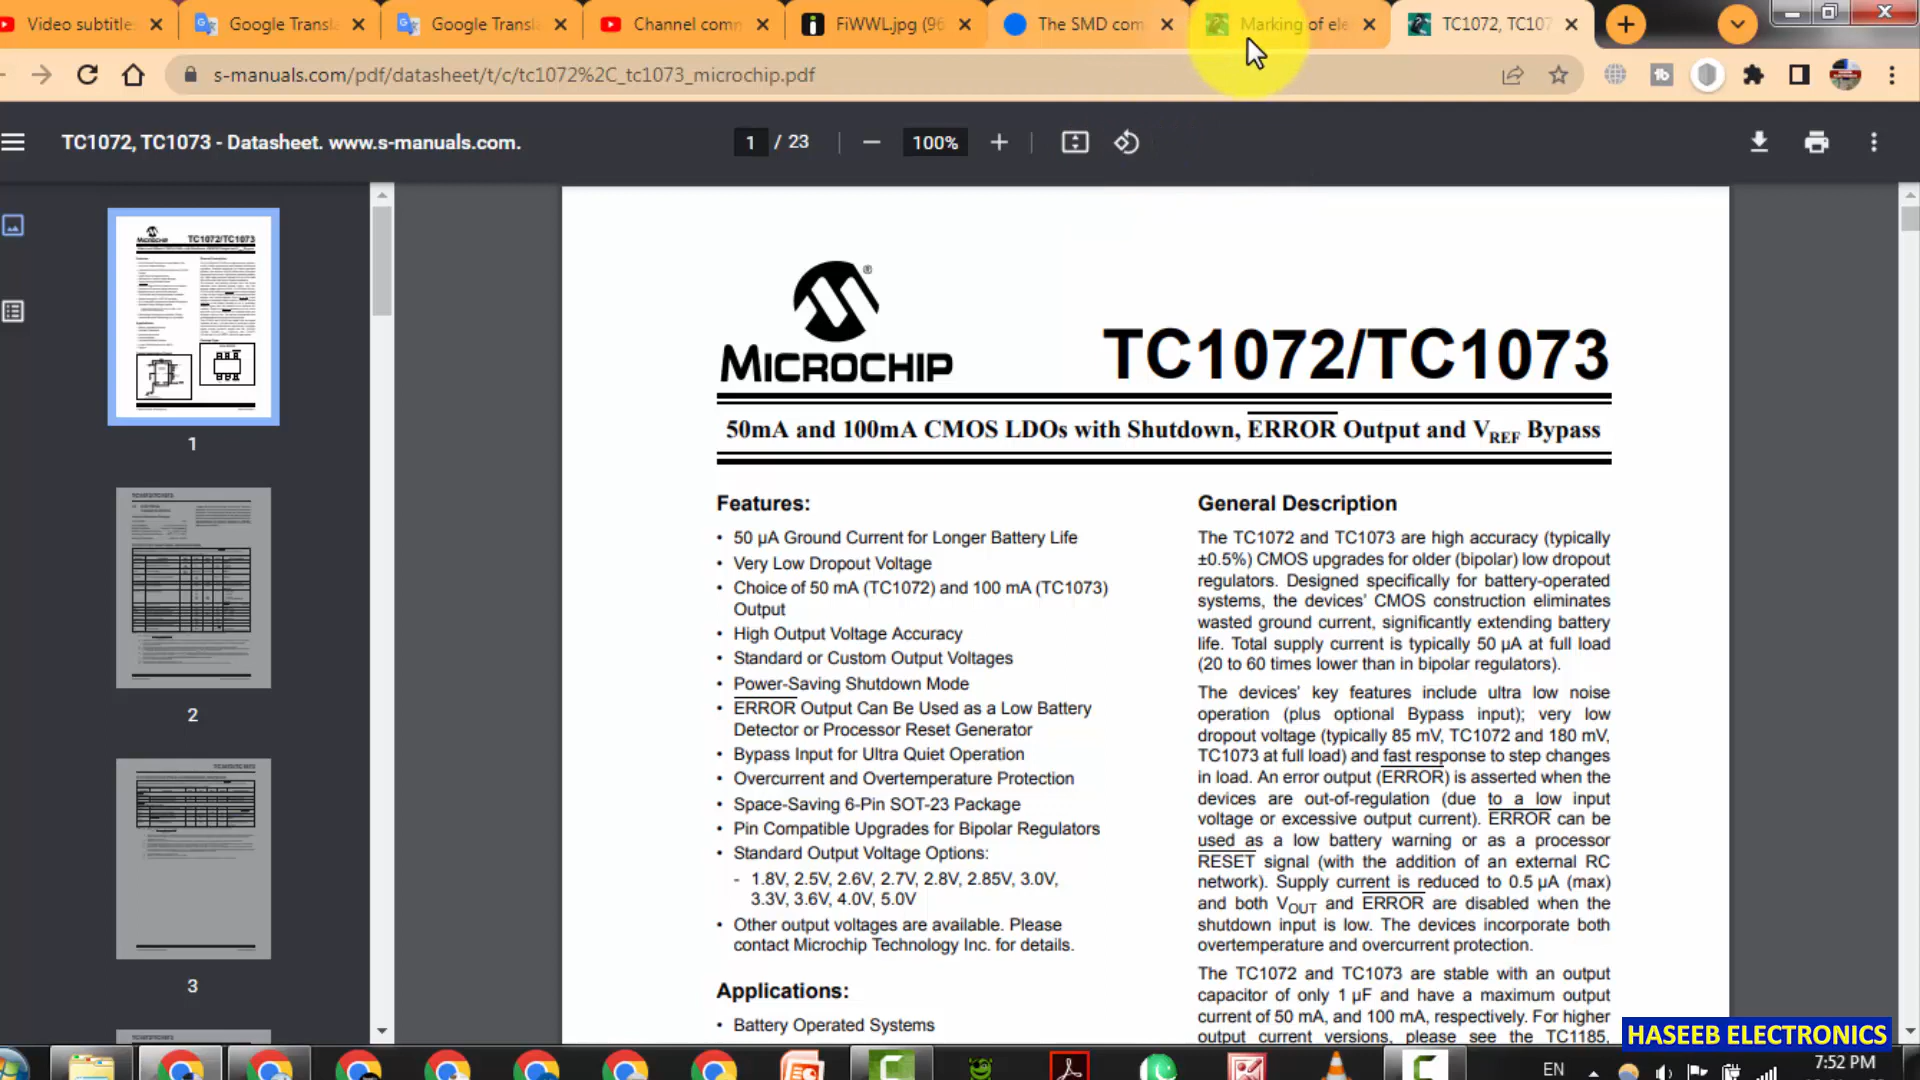 Video subtitles
Google Transl
Google Transl
Channel com
FiWWL.jpg (96
The SMD com
Marking of ele
TC1072, TC107
s-manuals.com/pdf/datasheet/t/c/tc1072%2C_tc1073_microchip.pdf
TC1072, TC1073 - Datasheet. www.s-manuals.com.
1 / 23
100%
1
2
3
MICROCHIP
TC1072/TC1073
50mA and 100mA CMOS LDOs with Shutdown, ERROR Output and VREF Bypass
Features:
• 50 µA Ground Current for Longer Battery Life
• Very Low Dropout Voltage
• Choice of 50 mA (TC1072) and 100 mA (TC1073)
Output
• High Output Voltage Accuracy
• Standard or Custom Output Voltages
• Power-Saving Shutdown Mode
• ERROR Output Can Be Used as a Low Battery
Detector or Processor Reset Generator
• Bypass Input for Ultra Quiet Operation
• Overcurrent and Overtemperature Protection
• Space-Saving 6-Pin SOT-23 Package
• Pin Compatible Upgrades for Bipolar Regulators
• Standard Output Voltage Options:
- 1.8V, 2.5V, 2.6V, 2.7V, 2.8V, 2.85V, 3.0V,
3.3V, 3.6V, 4.0V, 5.0V
• Other output voltages are available. Please
contact Microchip Technology Inc. for details.
Applications:
• Battery Operated Systems
General Description
The TC1072 and TC1073 are high accuracy (typically
±0.5%) CMOS upgrades for older (bipolar) low dropout
regulators. Designed specifically for battery-operated
systems, the devices' CMOS construction eliminates
wasted ground current, significantly extending battery
life. Total supply current is typically 50 µA at full load
(20 to 60 times lower than in bipolar regulators).
The devices' key features include ultra low noise
operation (plus optional Bypass input); very low
dropout voltage (typically 85 mV, TC1072 and 180 mV,
TC1073 at full load) and fast response to step changes
in load. An error output (ERROR) is asserted when the
devices are out-of-regulation (due to a low input
voltage or excessive output current). ERROR can be
used as a low battery warning or as a processor
RESET signal (with the addition of an external RC
network). Supply current is reduced to 0.5 µA (max)
and both VOUT and ERROR are disabled when the
shutdown input is low. The devices incorporate both
overtemperature and overcurrent protection.
The TC1072 and TC1073 are stable with an output
capacitor of only 1 µF and have a maximum output
current of 50 mA, and 100 mA, respectively. For higher
output current versions, please see the TC1185,
HASEEB ELECTRONICS
EN
7:52 PM